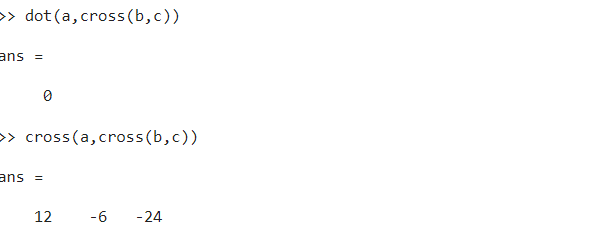 >> dot(a,cross(b,c))
ans =
0
>> cross(a,cross(b,c))
ans =
12 -6 -24